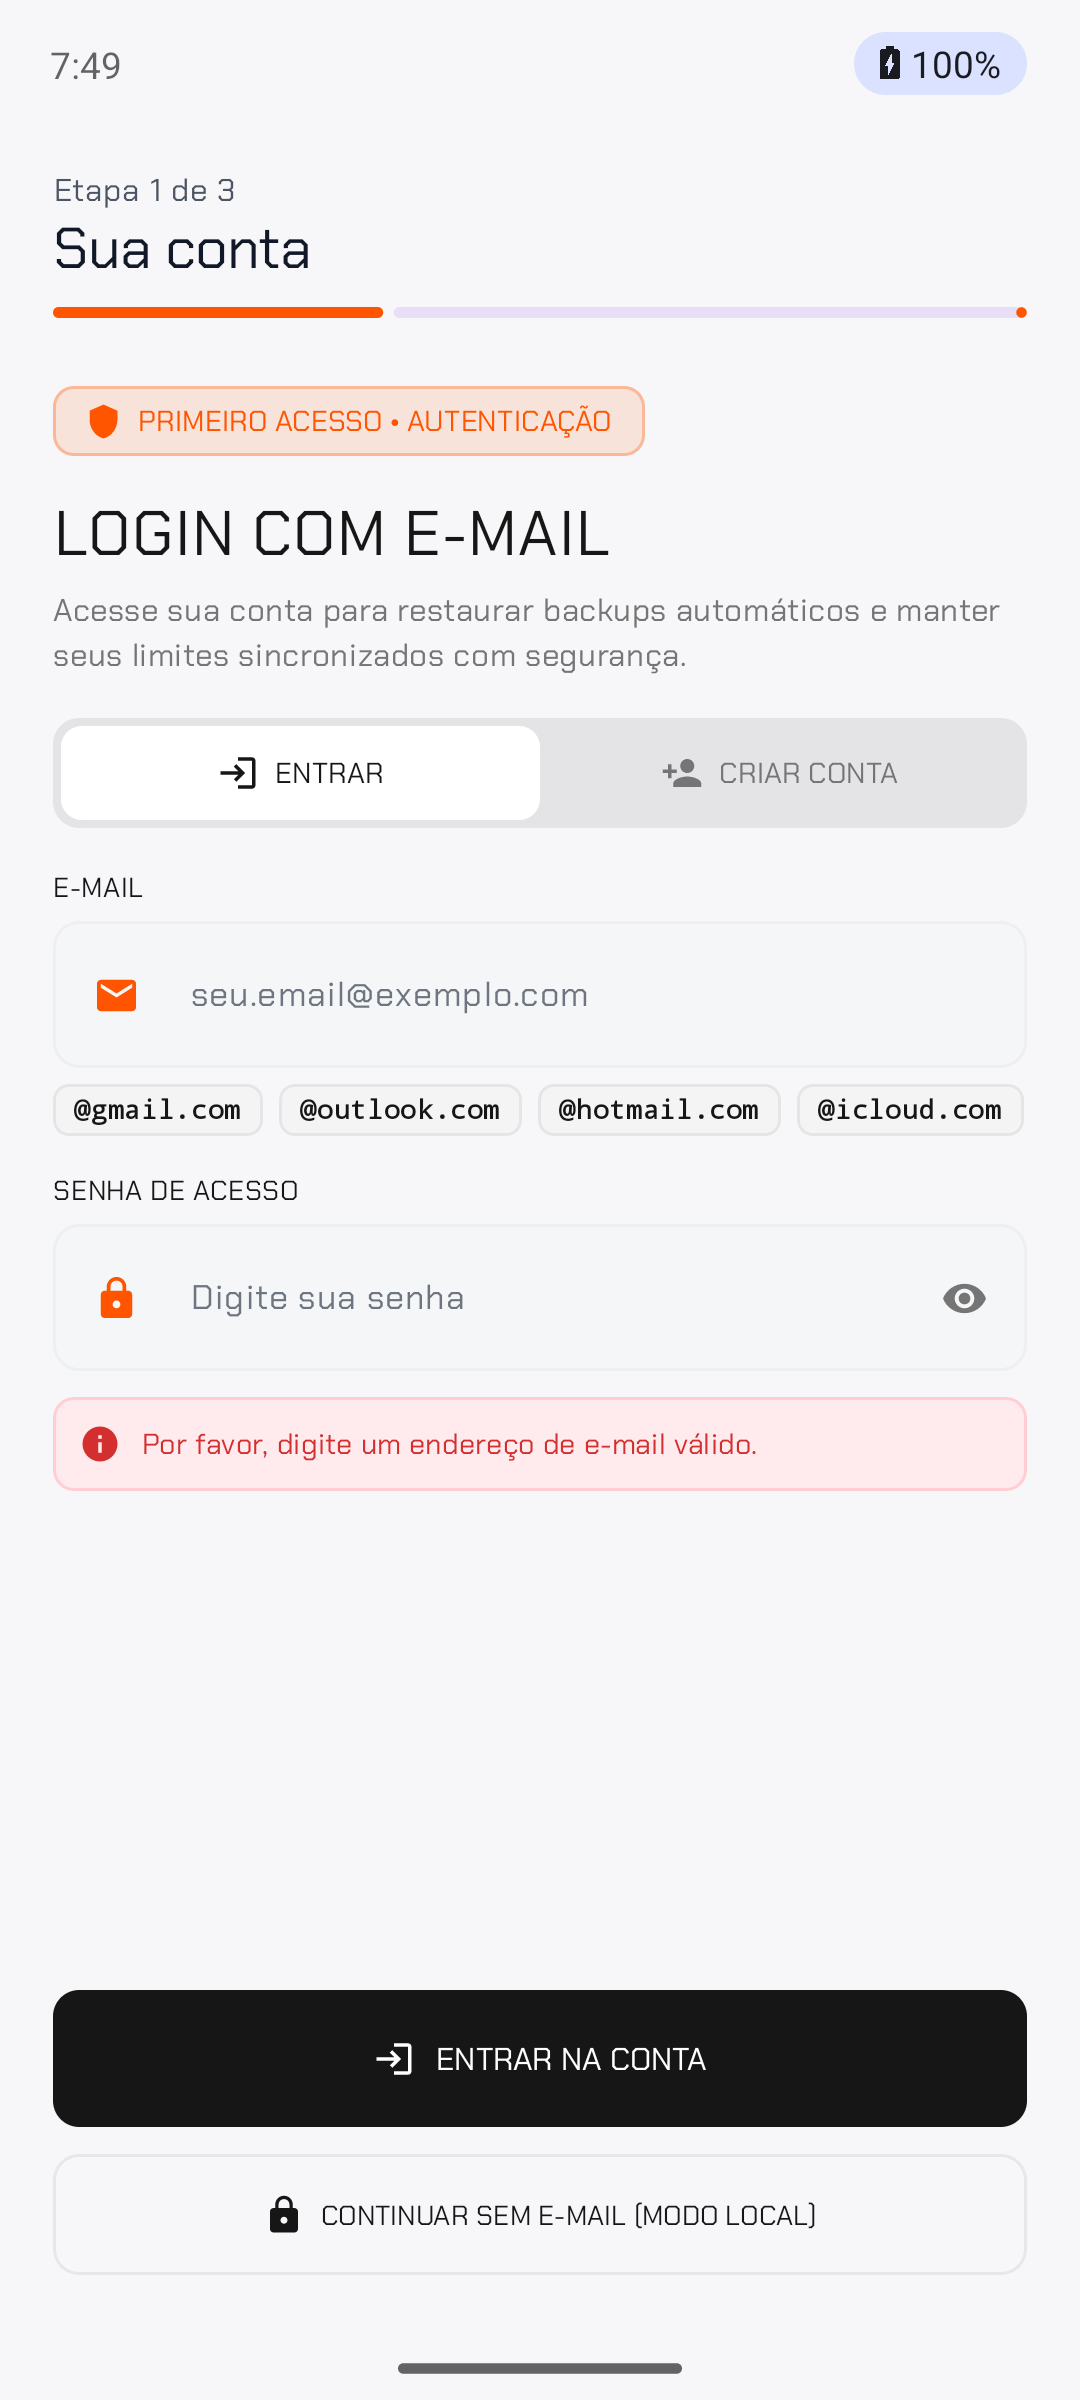 7:49
100%
Etapa 1 de 3
Sua conta
PRIMEIRO ACESSO • AUTENTICAÇÃO
LOGIN COM E-MAIL
Acesse sua conta para restaurar backups automáticos e manter
seus limites sincronizados com segurança.
ENTRAR
CRIAR CONTA
E-MAIL
seu.email@exemplo.com
@gmail.com @outlook.com @hotmail.com @icloud.com
SENHA DE ACESSO
Digite sua senha
Por favor, digite um endereço de e-mail válido.
ENTRAR NA CONTA
CONTINUAR SEM E-MAIL (MODO LOCAL)